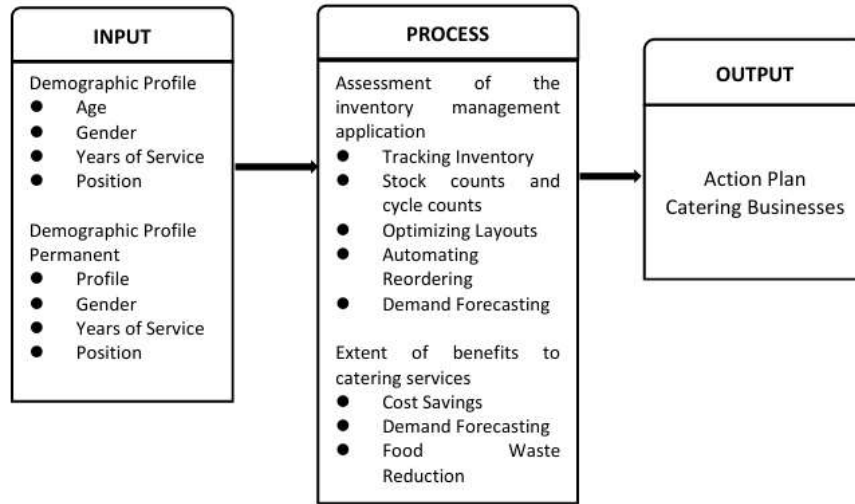 INPUT
Demographic Profile
● Age
● Gender
● Years of Service
● Position
Demographic Profile
Permanent
● Profile
● Gender
● Years of Service
● Position
PROCESS
Assessment of the
inventory management
application
● Tracking Inventory
● Stock counts and
cycle counts
● Optimizing Layouts
● Automating
Reordering
● Demand Forecasting
Extent of benefits to
catering services
● Cost Savings
● Demand Forecasting
● Food Waste
Reduction
OUTPUT
Action Plan
Catering Businesses